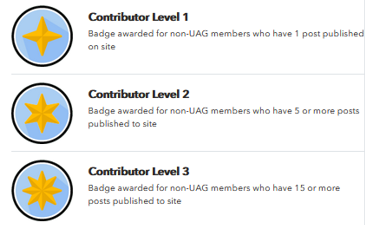 Contributor Level 1
Badge awarded for non-UAG members who have 1 post published
on site
Contributor Level 2
Badge awarded for non-UAG members who have 5 or more posts
published to site
Contributor Level 3
Badge awarded for non-UAG members who have 15 or more
posts published to site